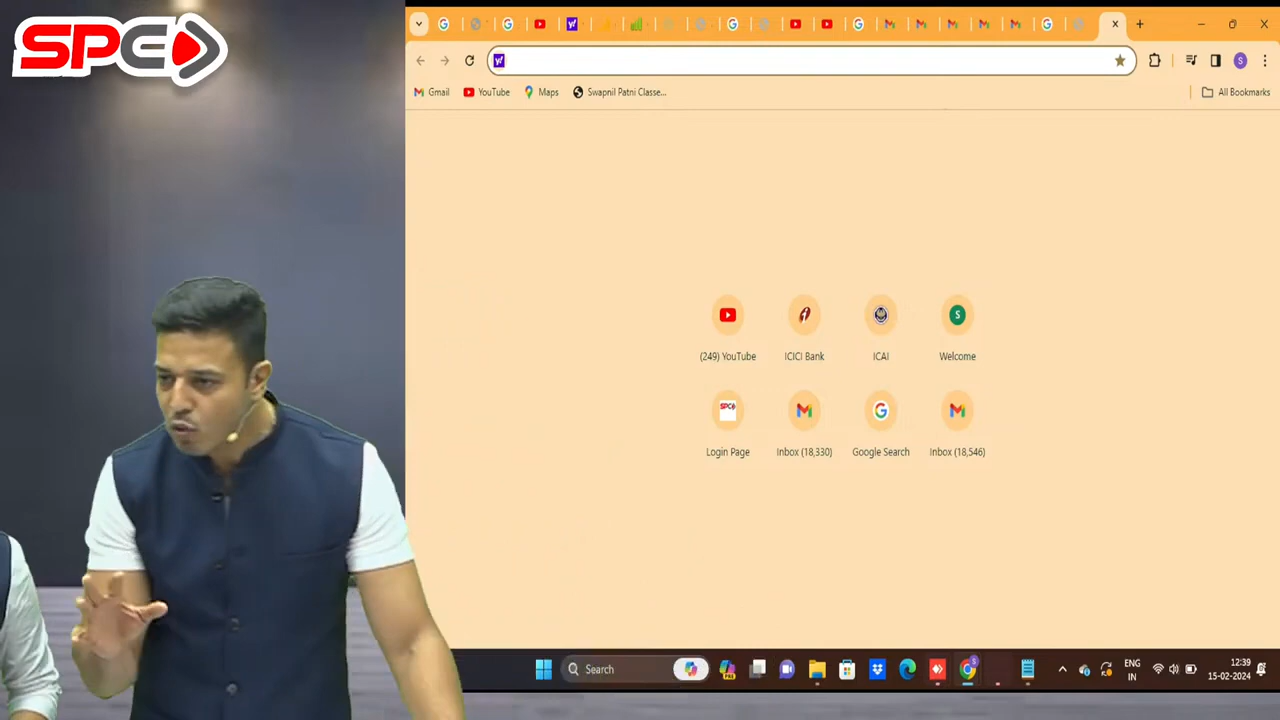 SPC
Gmail
YouTube
Maps
Swapnil Patni Classe...
All Bookmarks
S
(249) YouTube
ICICI Bank
ICAI
S
Welcome
SPC
Login Page
Inbox (18,330)
Google Search
Inbox (18,546)
Search
ENG
IN
12:39
15-02-2024